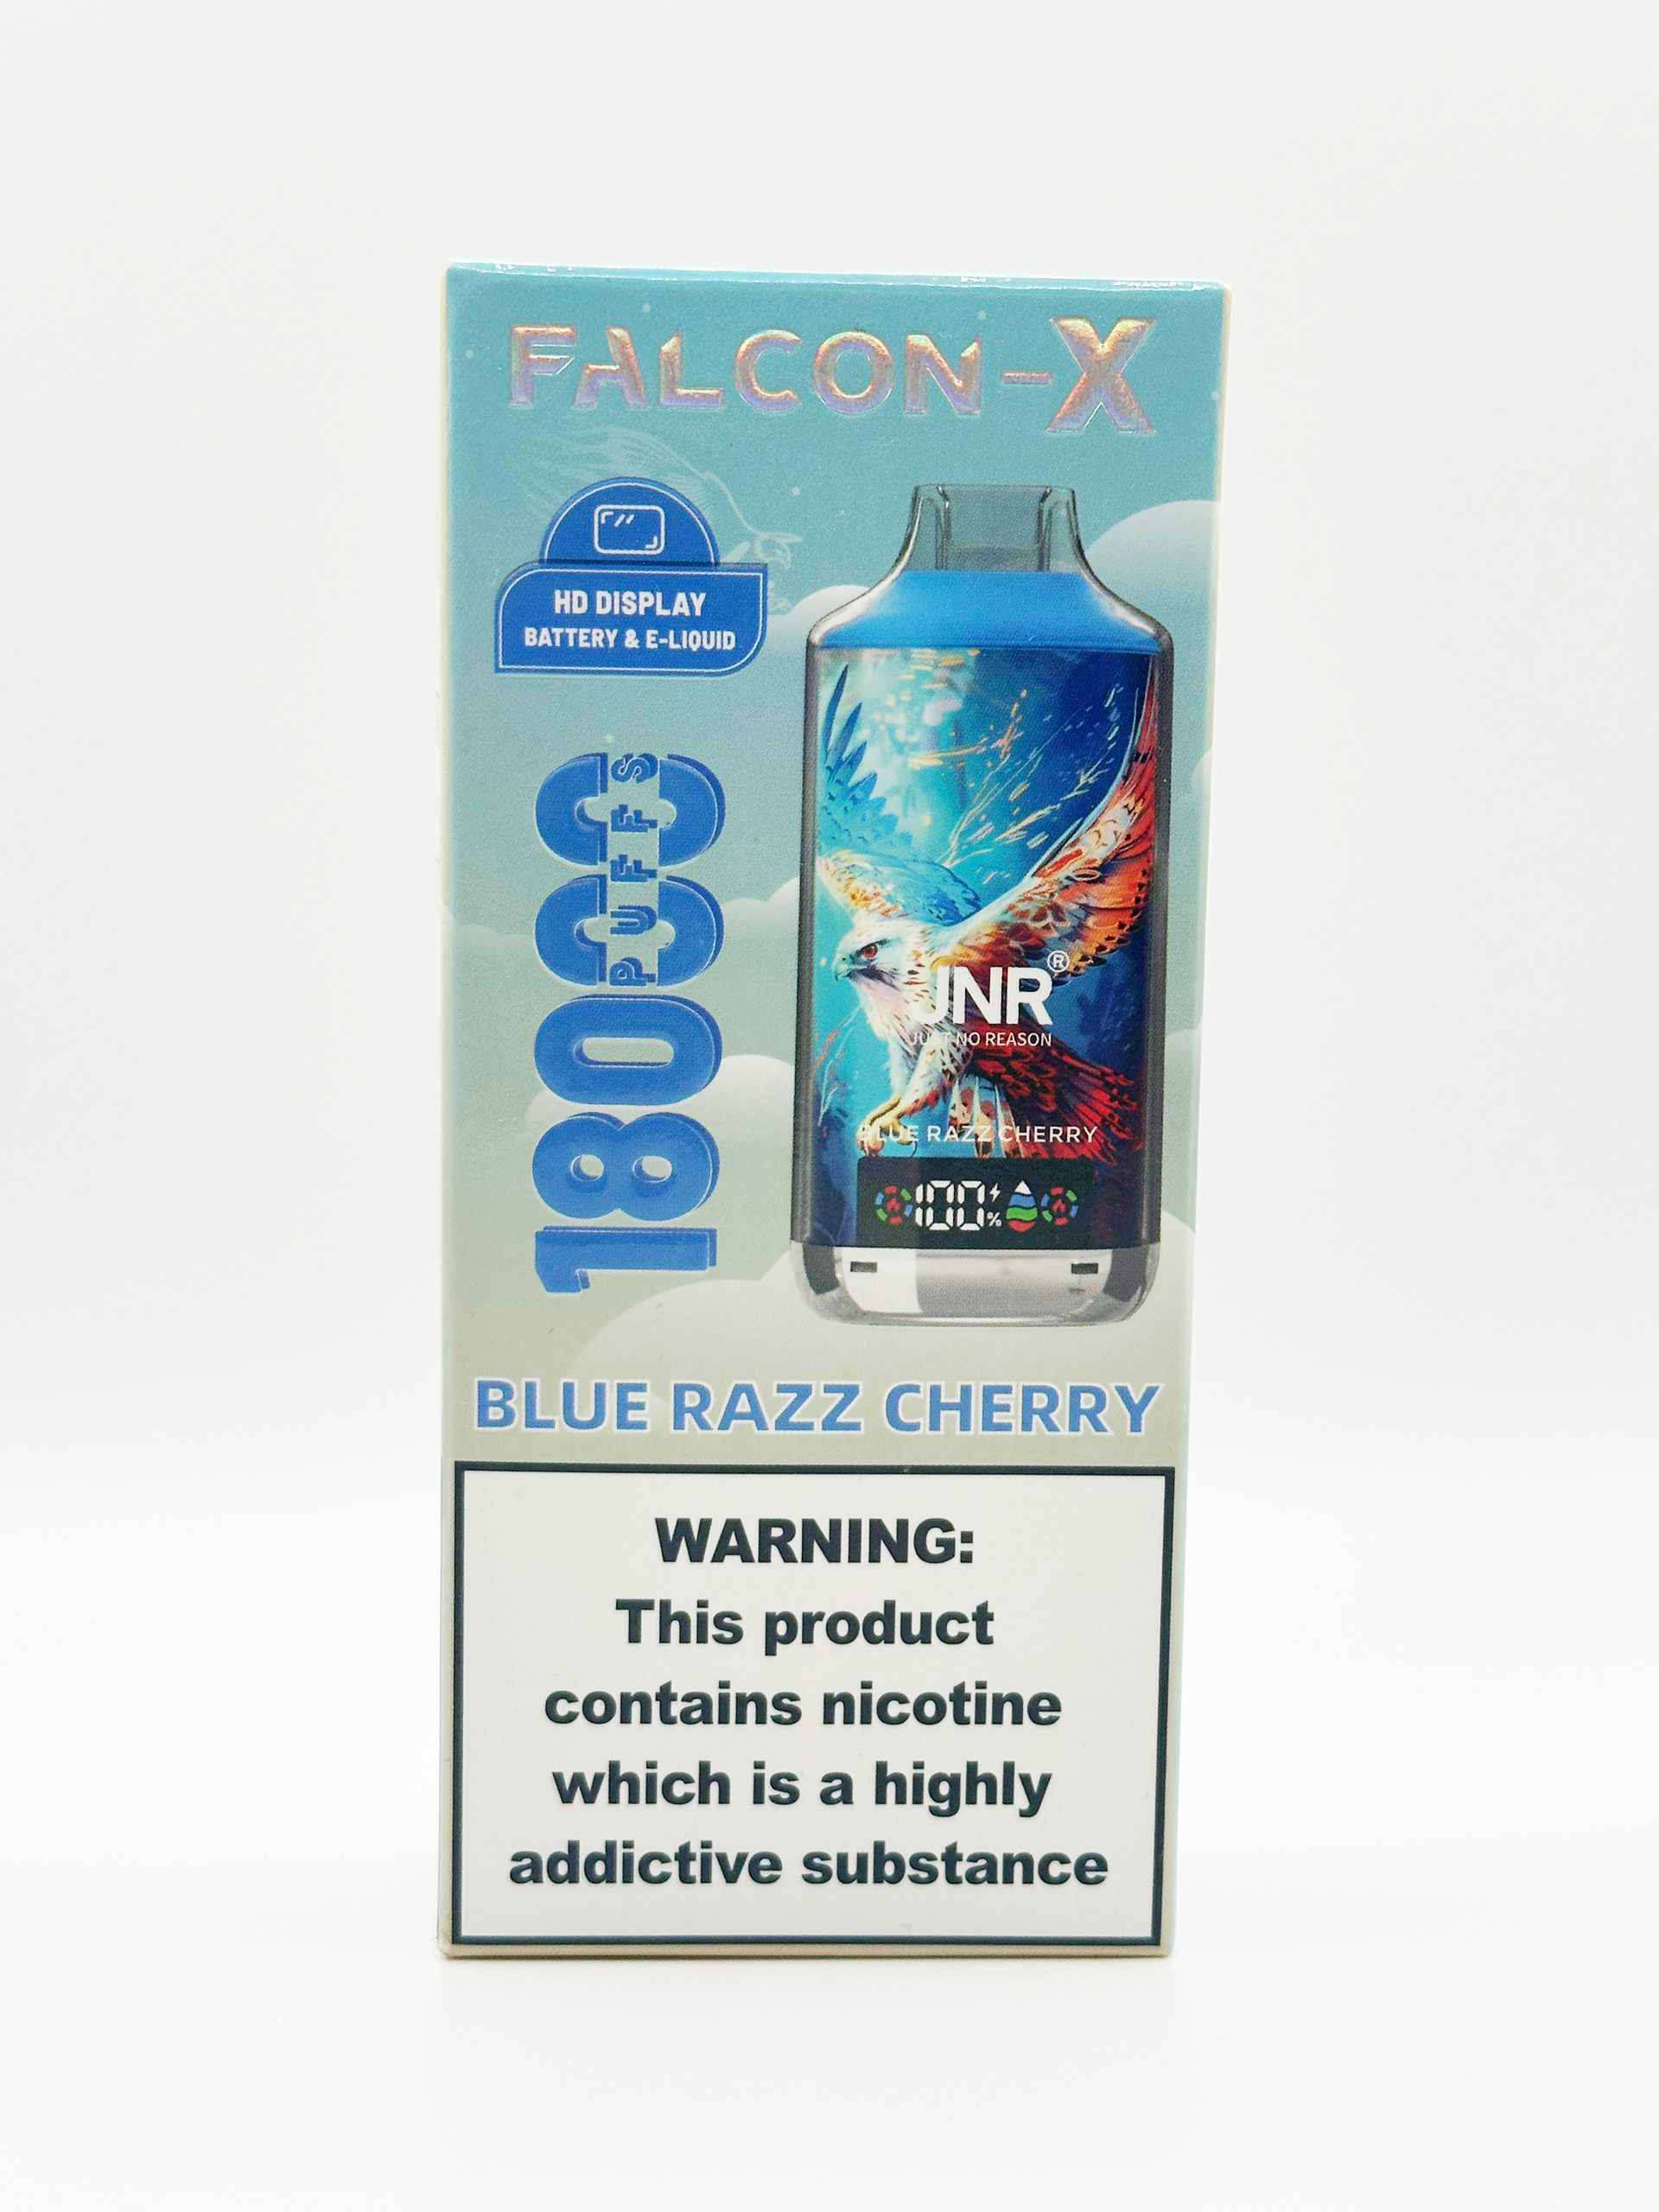 FALCON-X
HD DISPLAY
BATTERY & E-LIQUID
18000
PUFFS
JNR®
JUST NO REASON
BLUE RAZZ CHERRY
100%
BLUE RAZZ CHERRY
WARNING:
This product
contains nicotine
which is a highly
addictive substance